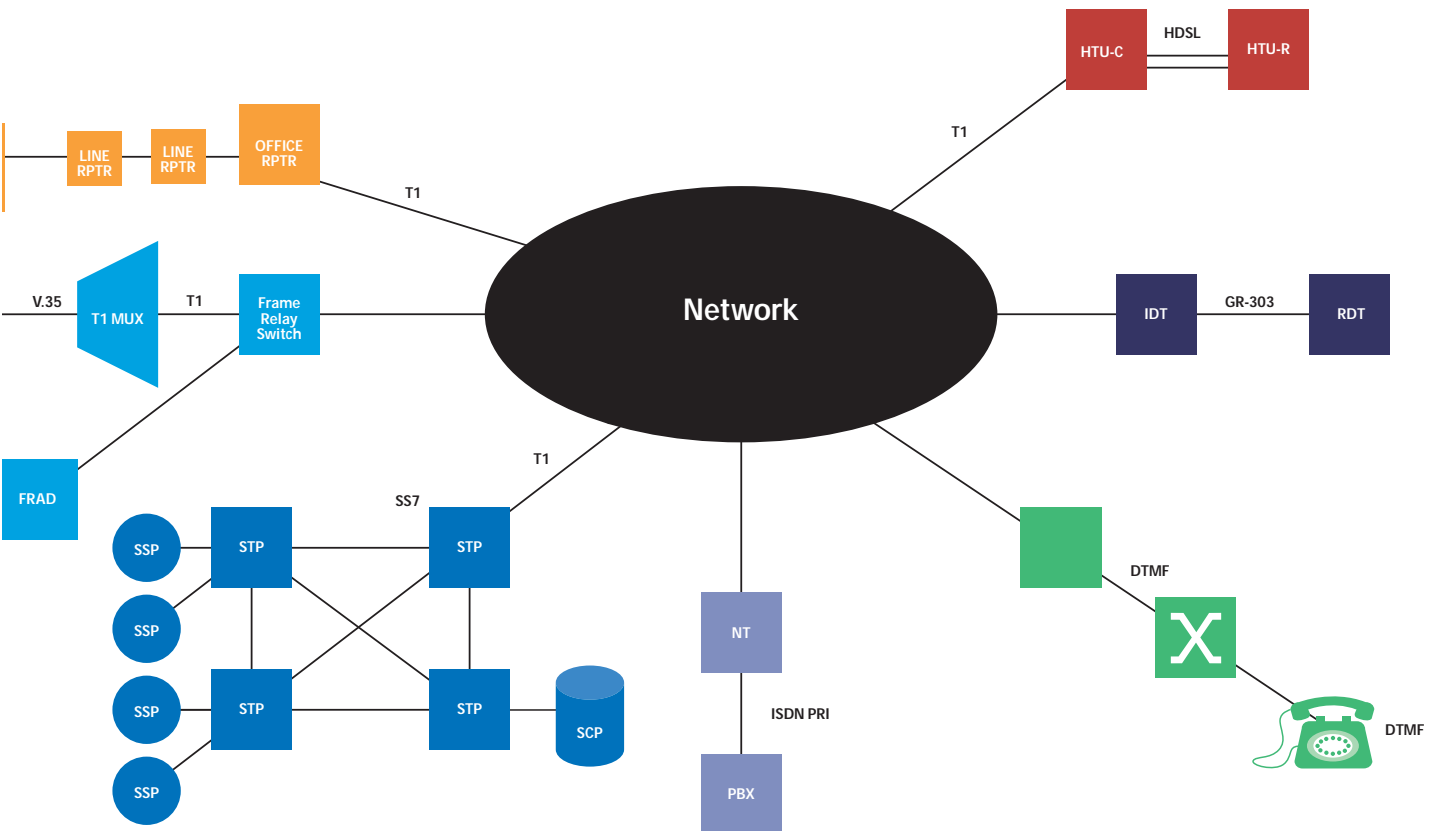 HTU-C
HDSL
HTU-R
T1
LINE
RPTR
LINE
RPTR
OFFICE
RPTR
T1
Network
V.35
T1 MUX
T1
Frame
Relay
Switch
IDT
GR-303
RDT
FRAD
T1
SS7
SSP
STP
STP
SSP
SSP
STP
STP
SCP
SSP
NT
ISDN PRI
PBX
DTMF
DTMF